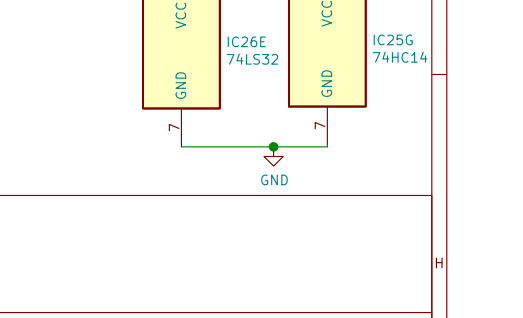 VCC
VCC
IC26E
74LS32
IC25G
74HC14
GND
GND
7
7
GND
H